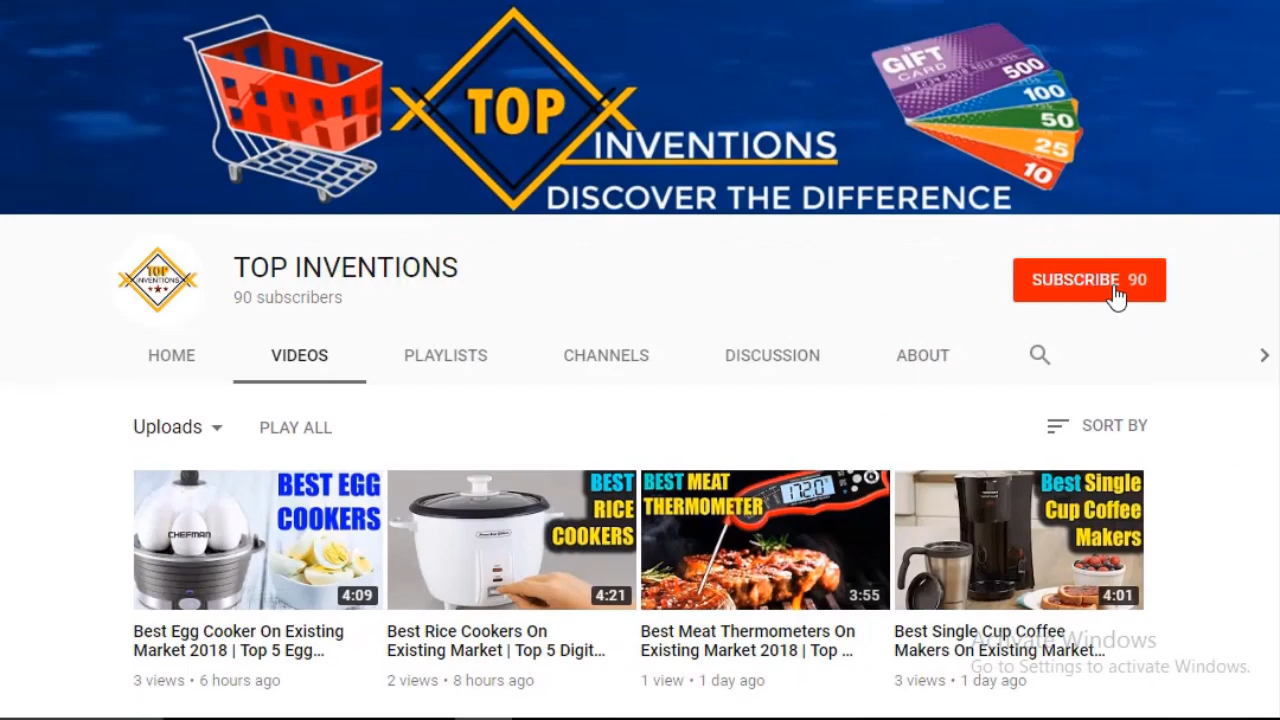 GIFT
CARD
500
100
50
25
10
TOP
INVENTIONS
DISCOVER THE DIFFERENCE
TOP
INVENTIONS
TOP INVENTIONS
90 subscribers
SUBSCRIBE 90
HOME
VIDEOS
PLAYLISTS
CHANNELS
DISCUSSION
ABOUT
Uploads
PLAY ALL
SORT BY
BEST EGG
COOKERS
CHEFMAN
4:09
BEST
RICE
COOKERS
4:21
BEST MEAT
THERMOMETER
172.0°
3:55
Best Single
Cup Coffee
Makers
4:01
Best Egg Cooker On Existing
Market 2018 | Top 5 Egg...
3 views • 6 hours ago
Best Rice Cookers On
Existing Market | Top 5 Digit...
2 views • 8 hours ago
Best Meat Thermometers On
Existing Market 2018 | Top ...
1 view • 1 day ago
Best Single Cup Coffee
Makers On Existing Market...
3 views • 1 day ago
Activate Windows
Go to Settings to activate Windows.